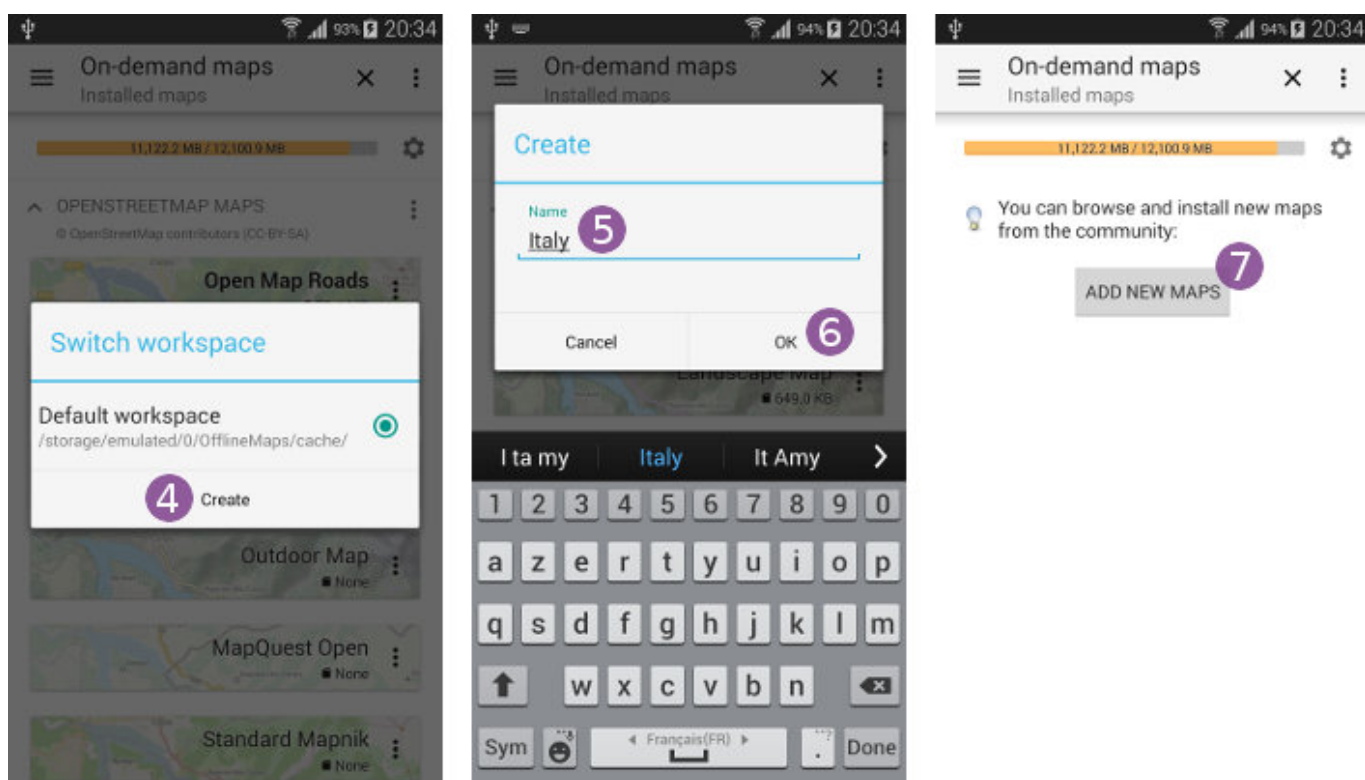 93% 20:34
On-demand maps
Installed maps
11,122.2 MB / 12,100.9 MB
OPENSTREETMAP MAPS
© OpenStreetMap contributors (CC-BY-SA)
Open Map Roads
Switch workspace
Default workspace
/storage/emulated/0/OfflineMaps/cache/
4 Create
Outdoor Map
None
MapQuest Open
None
Standard Mapnik
None
94% 20:34
On-demand maps
Installed maps
Create
Name
Italy 5
Cancel OK 6
Landscape Map
649,0 KB
I ta my Italy It Amy
1 2 3 4 5 6 7 8 9 0
a z e r t y u i o p
q s d f g h j k l m
w x c v b n
Sym Français(FR) . Done
94% 20:34
On-demand maps
Installed maps
11,122.2 MB / 12,100.9 MB
You can browse and install new maps
from the community:
7
ADD NEW MAPS